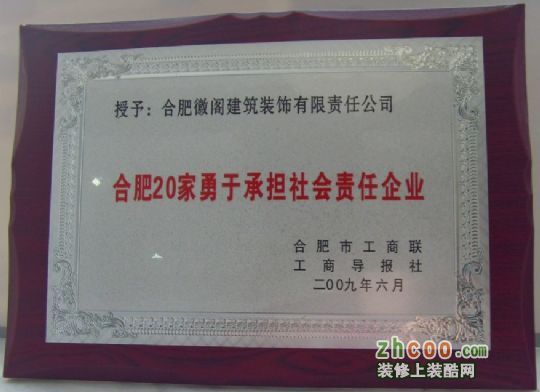 授予：合肥徽阁建筑装饰有限责任公司
合肥20家勇于承担社会责任企业
合肥市工商联
工商导报社
二00九年六月
zhcoo.com
装修上装酷网